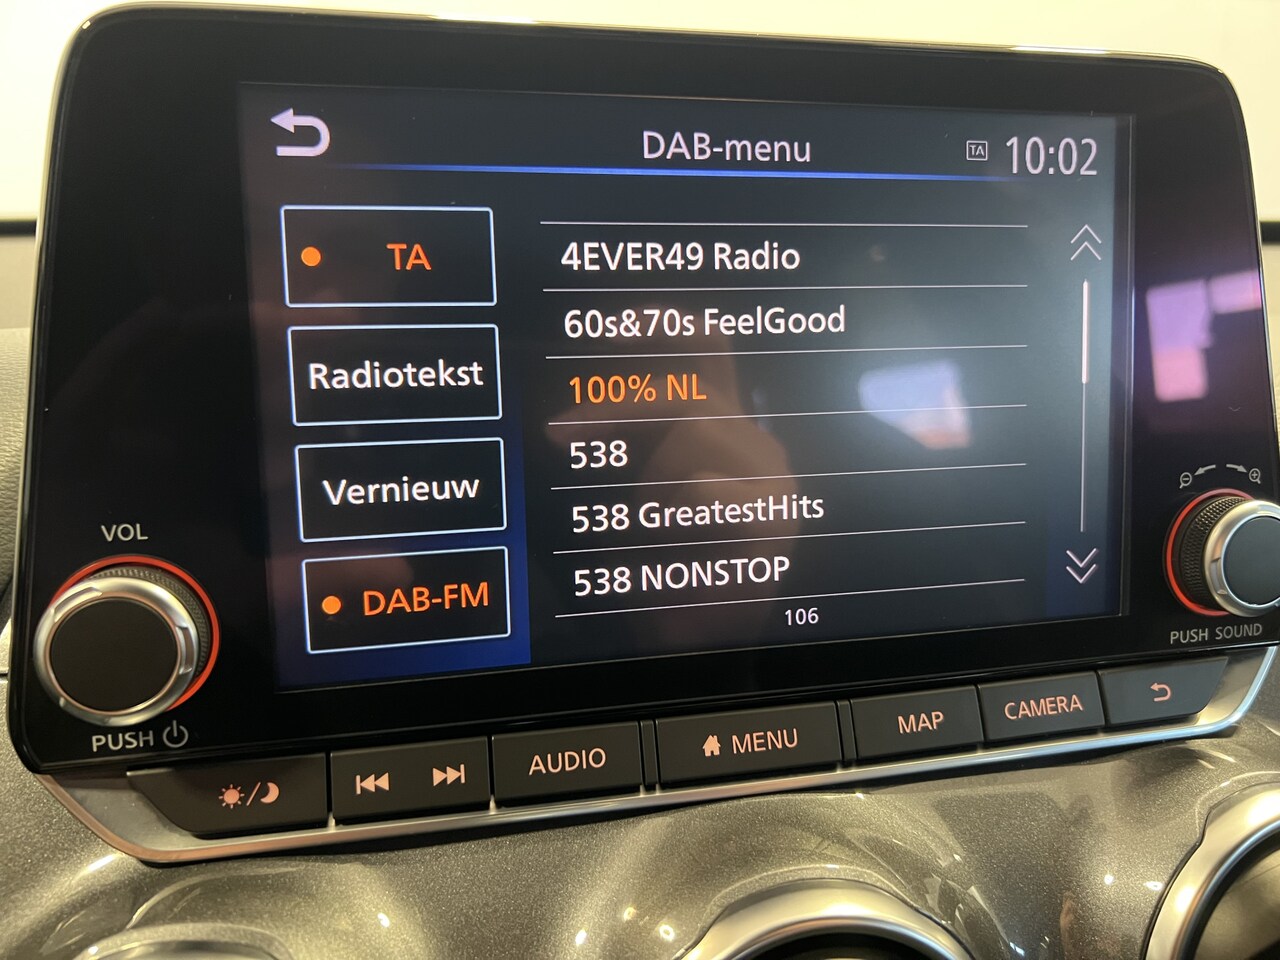 DAB-menu
TA
10:02
TA
Radiotekst
Vernieuw
DAB-FM
4EVER49 Radio
60s&70s FeelGood
100% NL
538
538 GreatestHits
538 NONSTOP
106
VOL
PUSH
PUSH SOUND
AUDIO
MENU
MAP
CAMERA